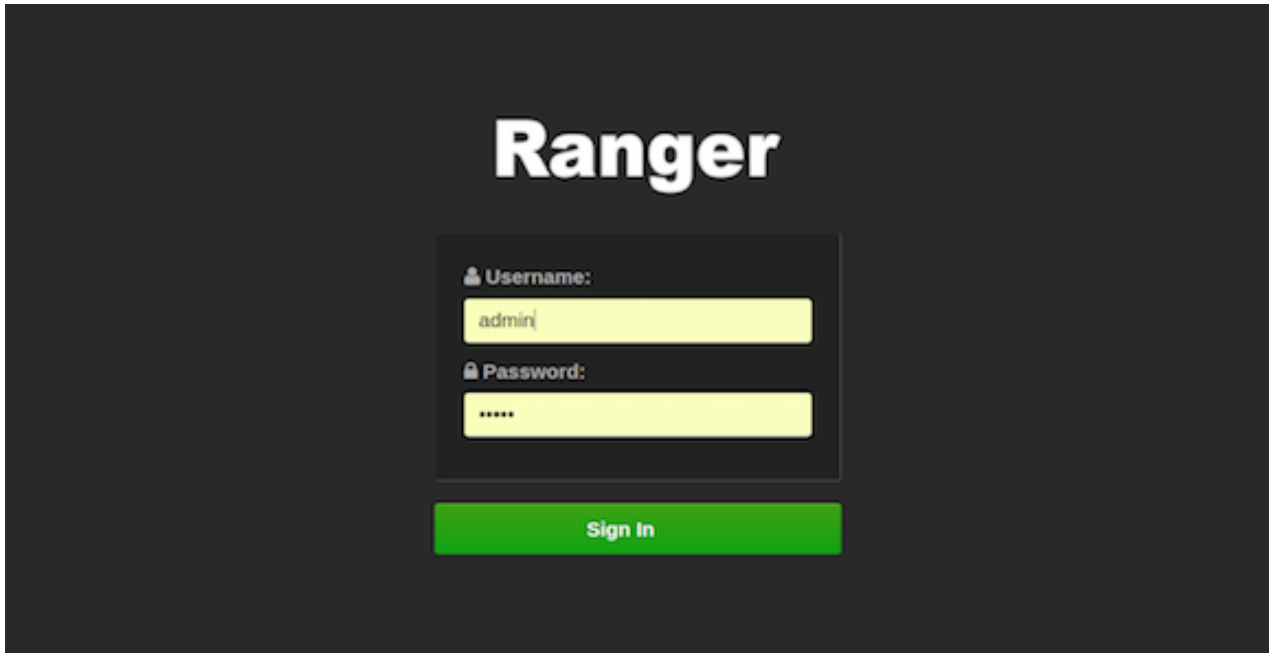 Ranger
Username:
admin
Password:
•••••
Sign In